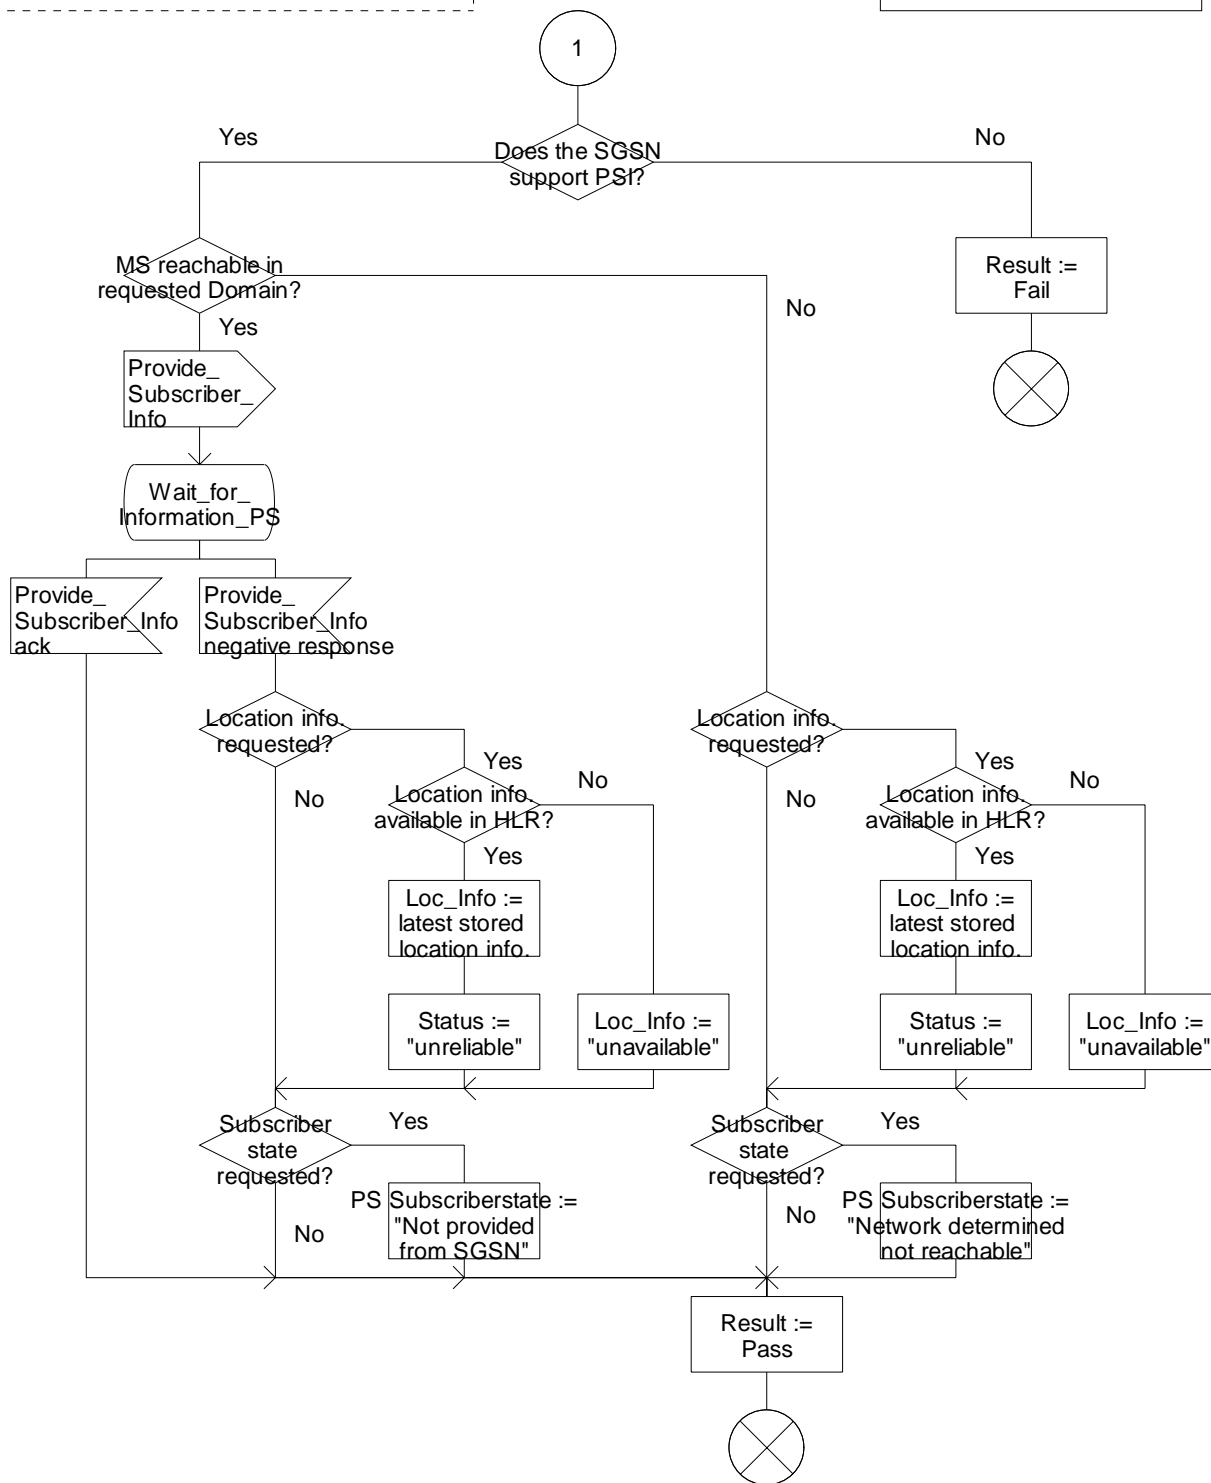 1
Yes
No
Does the SGSN
support PSI?
MS reachable in
requested Domain?
Result :=
Fail
No
Yes
Provide_
Subscriber_
Info
Wait_for_
Information_PS
Provide_
Subscriber_Info
ack
Provide_
Subscriber_Info
negative response
Location info.
requested?
Location info.
requested?
Yes
No
Yes
No
No
Location info.
available in HLR?
No
Location info.
available in HLR?
Yes
Yes
Loc_Info :=
latest stored
location info.
Loc_Info :=
latest stored
location info.
Status :=
"unreliable"
Loc_Info :=
"unavailable"
Status :=
"unreliable"
Loc_Info :=
"unavailable"
Subscriber
state
requested?
Yes
Subscriber
state
requested?
Yes
No
PS Subscriberstate :=
"Not provided
from SGSN"
No
PS Subscriberstate :=
"Network determined
not reachable"
Result :=
Pass